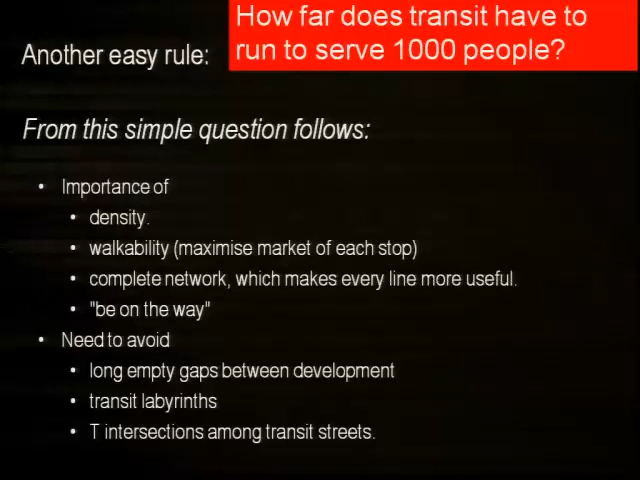 How far does transit have to
run to serve 1000 people?
Another easy rule:
From this simple question follows:
• Importance of
• density.
• walkability (maximise market of each stop)
• complete network, which makes every line more useful.
• "be on the way"
• Need to avoid
• long empty gaps between development
• transit labyrinths
• T intersections among transit streets.